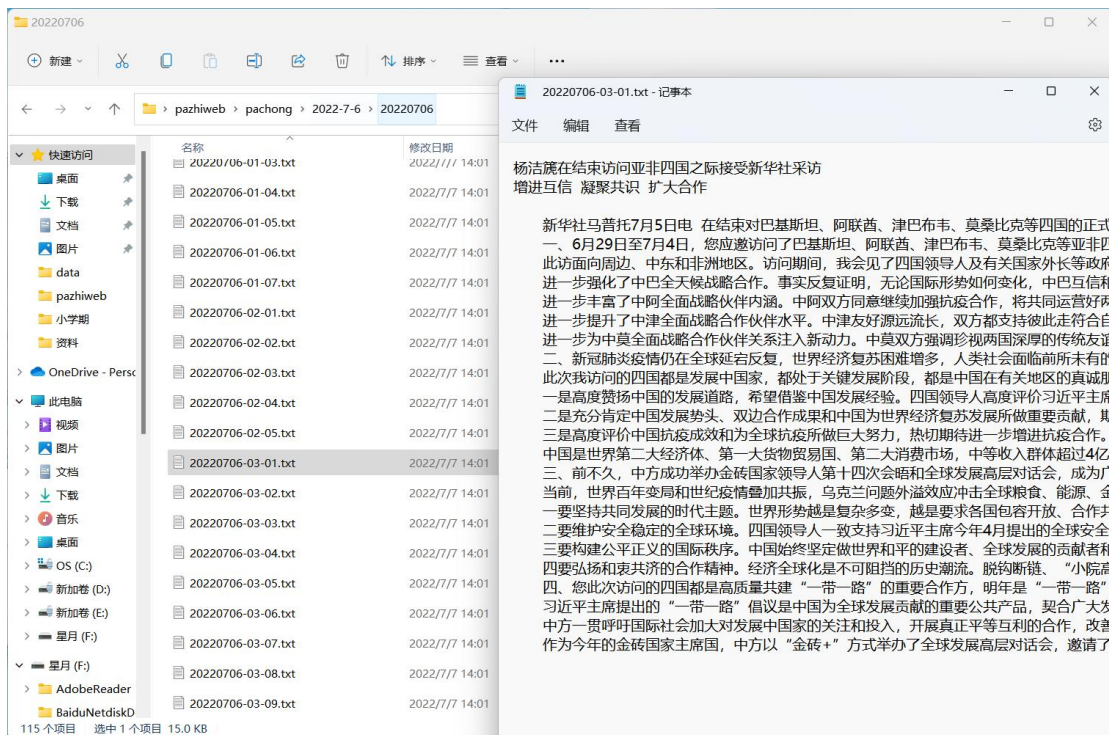 20220706
新建
排序
查看
pazhiweb > pachong > 2022-7-6 > 20220706
快速访问
桌面
下载
文档
图片
data
pazhiweb
小学期
资料
OneDrive - Persc
此电脑
视频
图片
文档
下载
音乐
桌面
OS (C:)
新加卷 (D:)
新加卷 (E:)
星月 (F:)
星月 (F:)
AdobeReader
BaiduNetdiskD
名称 修改日期
20220706-01-03.txt 2022/7/7 14:01
20220706-01-04.txt 2022/7/7 14:01
20220706-01-05.txt 2022/7/7 14:01
20220706-01-06.txt 2022/7/7 14:01
20220706-01-07.txt 2022/7/7 14:01
20220706-02-01.txt 2022/7/7 14:01
20220706-02-02.txt 2022/7/7 14:01
20220706-02-03.txt 2022/7/7 14:01
20220706-02-04.txt 2022/7/7 14:01
20220706-02-05.txt 2022/7/7 14:01
20220706-03-01.txt 2022/7/7 14:01
20220706-03-02.txt 2022/7/7 14:01
20220706-03-03.txt 2022/7/7 14:01
20220706-03-04.txt 2022/7/7 14:01
20220706-03-05.txt 2022/7/7 14:01
20220706-03-06.txt 2022/7/7 14:01
20220706-03-07.txt 2022/7/7 14:01
20220706-03-08.txt 2022/7/7 14:01
20220706-03-09.txt 2022/7/7 14:01
115 个项目 选中 1 个项目 15.0 KB
20220706-03-01.txt - 记事本
文件 编辑 查看
杨洁篪在结束访问亚非四国之际接受新华社采访
增进互信 凝聚共识 扩大合作
新华社马普托7月5日电 在结束对巴基斯坦、阿联酋、津巴布韦、莫桑比克等四国的正式
一、6月29日至7月4日，您应邀访问了巴基斯坦、阿联酋、津巴布韦、莫桑比克等亚非四
此访面向周边、中东和非洲地区。访问期间，我会见了四国领导人及有关国家外长等政府
进一步强化了中巴全天候战略合作。事实反复证明，无论国际形势如何变化，中巴互信和
进一步丰富了中阿全面战略伙伴内涵。中阿双方同意继续加强抗疫合作，将共同运营好两
进一步提升了中津全面战略合作伙伴水平。中津友好源远流长，双方都支持彼此走符合自
进一步为中莫全面战略合作伙伴关系注入新动力。中莫双方强调珍视两国深厚的传统友谊
二、新冠肺炎疫情仍在全球延宕反复，世界经济复苏困难增多，人类社会面临前所未有的
此次我访问的四国都是发展中国家，都处于关键发展阶段，都是中国在有关地区的真诚朋
一是高度赞扬中国的发展道路，希望借鉴中国发展经验。四国领导人高度评价习近平主席
二是充分肯定中国发展势头、双边合作成果和中国为世界经济复苏发展所做重要贡献，期
三是高度评价中国抗疫成效和为全球抗疫所做巨大努力，热切期待进一步增进抗疫合作。
中国是世界第二大经济体、第一大货物贸易国、第二大消费市场，中等收入群体超过4亿
三、前不久，中方成功举办金砖国家领导人第十四次会晤和全球发展高层对话会，成为广
当前，世界百年变局和世纪疫情叠加共振，乌克兰问题外溢效应冲击全球粮食、能源、金
一要坚持共同发展的时代主题。世界形势越是复杂多变，越是要求各国包容开放、合作共
二要维护安全稳定的全球环境。四国领导人一致支持习近平主席今年4月提出的全球安全
三要构建公平正义的国际秩序。中国始终坚定做世界和平的建设者、全球发展的贡献者和
四要弘扬和衷共济的合作精神。经济全球化是不可阻挡的历史潮流。脱钩断链、“小院高
四、您此次访问的四国都是高质量共建“一带一路”的重要合作方，明年是“一带一路”
习近平主席提出的“一带一路”倡议是中国为全球发展贡献的重要公共产品，契合广大发
中方一贯呼吁国际社会加大对发展中国家的关注和投入，开展真正平等互利的合作，改善
作为今年的金砖国家主席国，中方以“金砖+”方式举办了全球发展高层对话会，邀请了